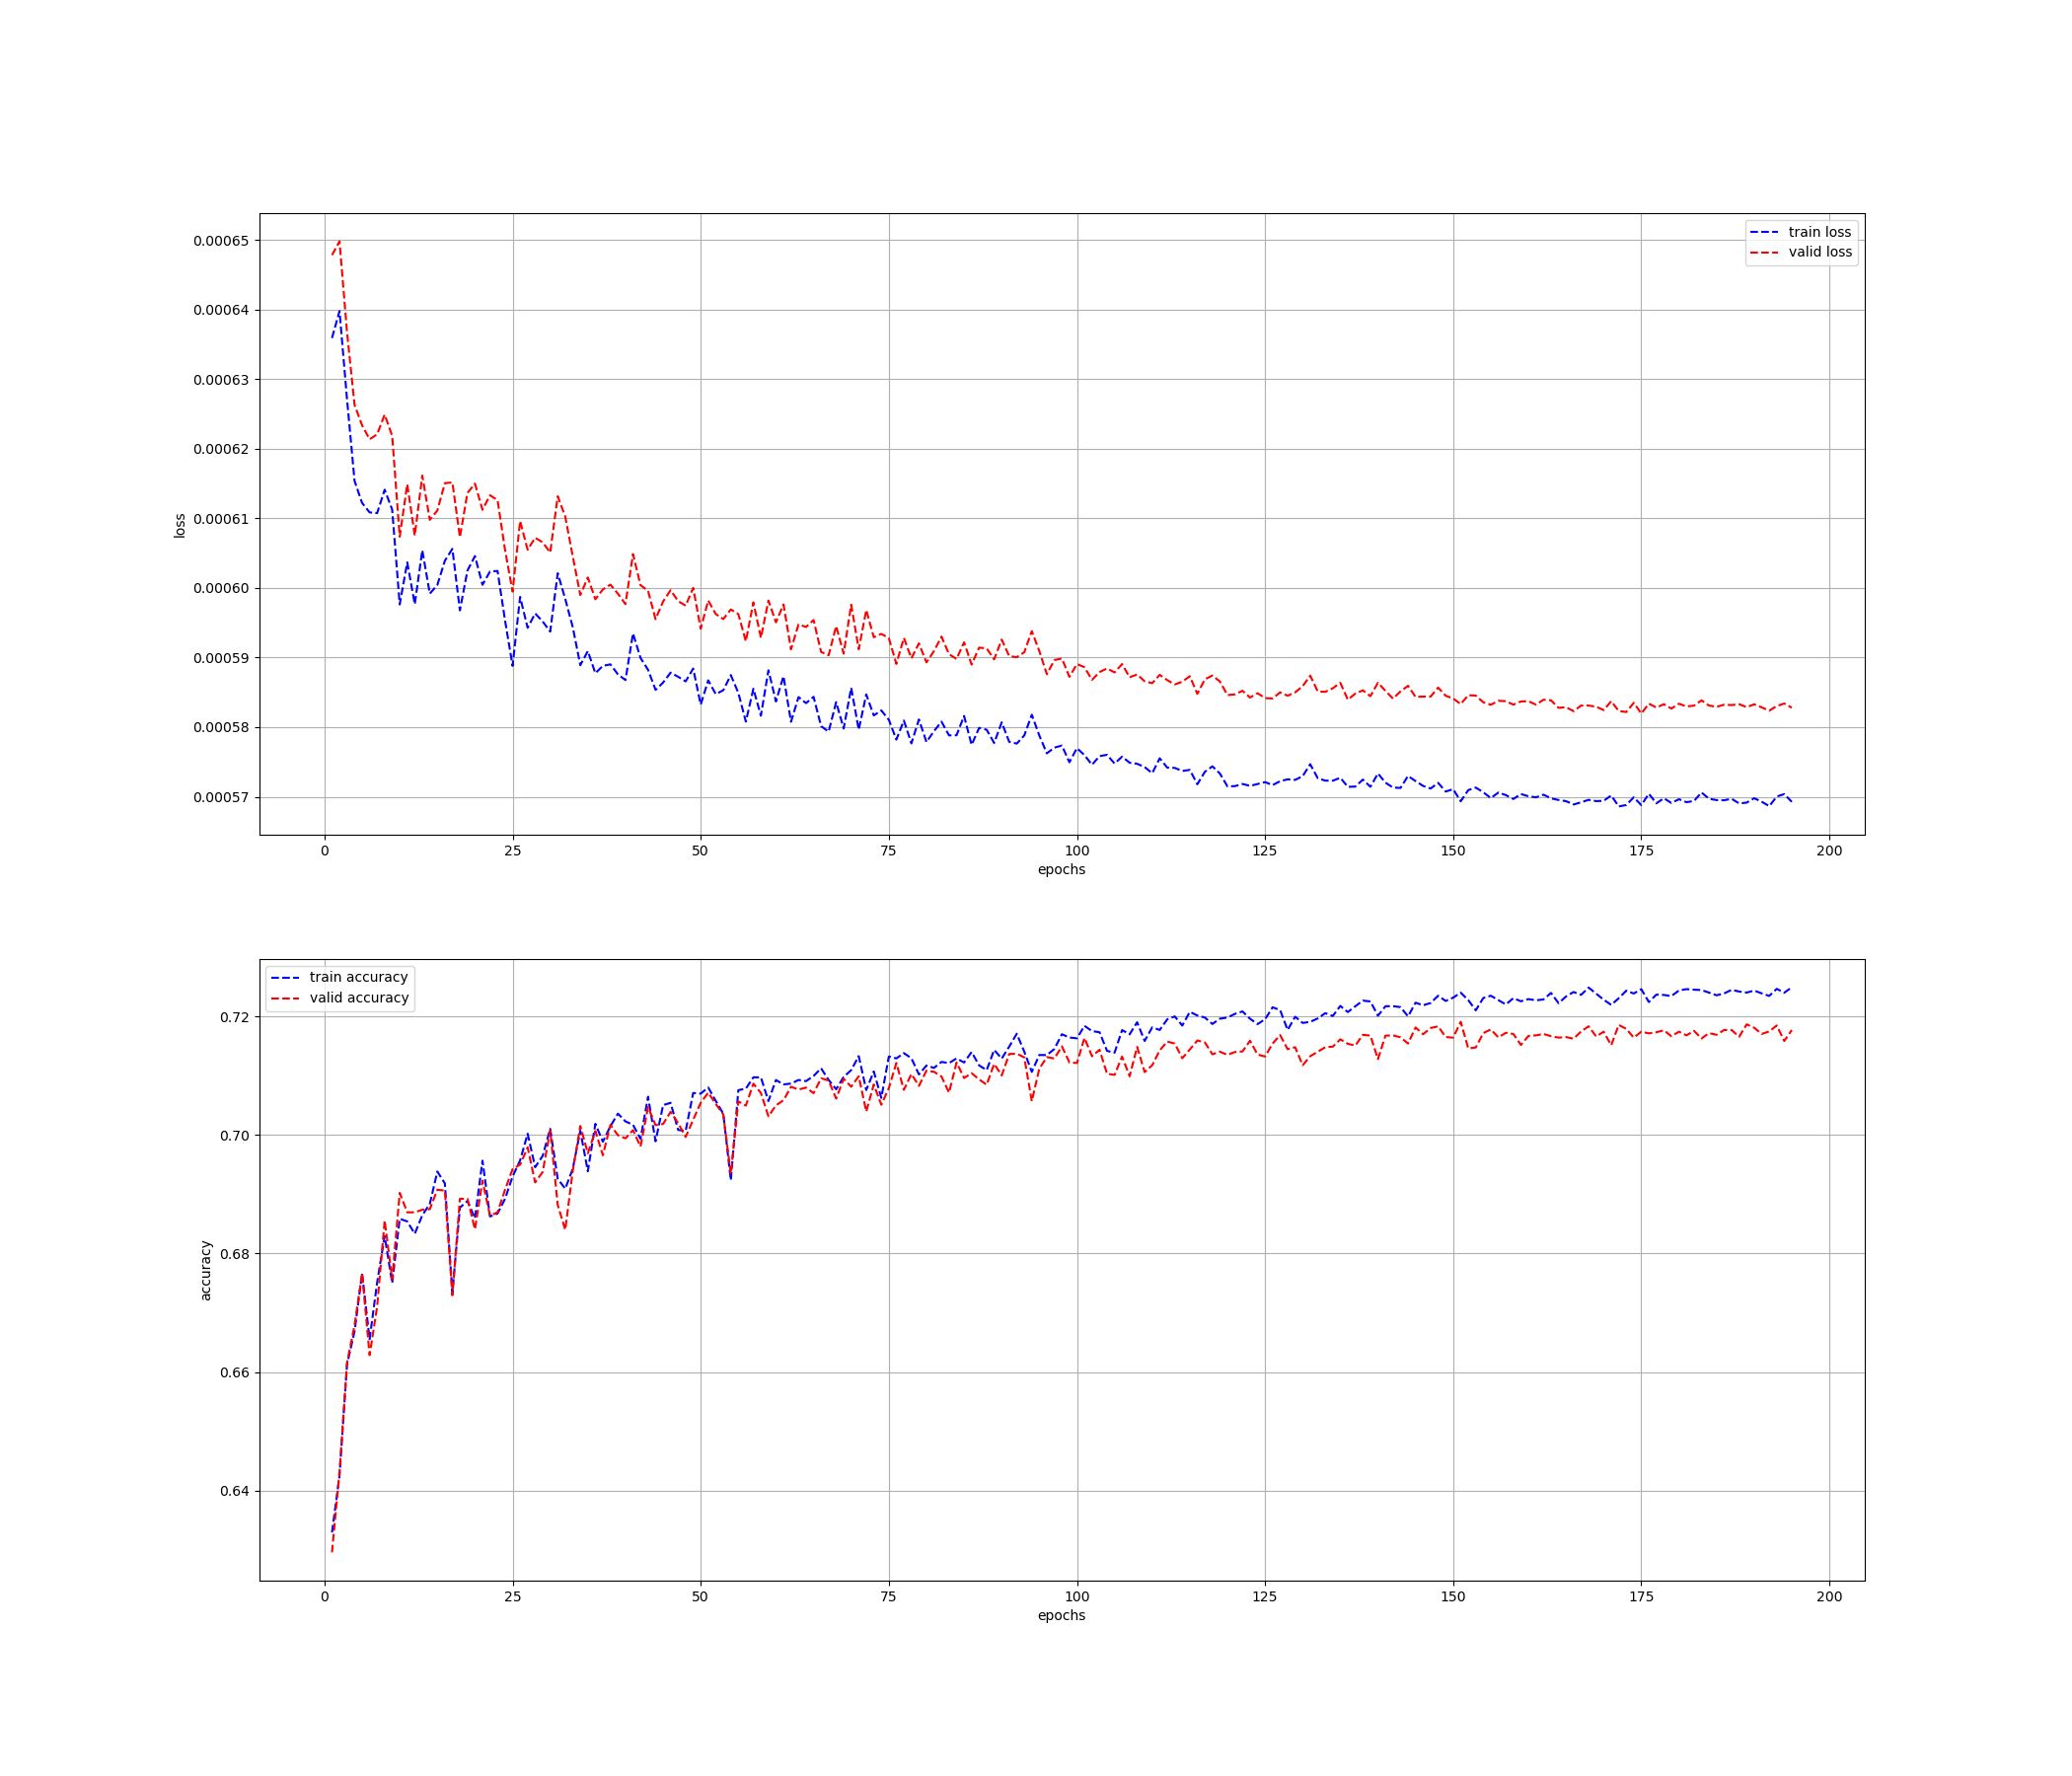 train loss
valid loss
0.00065
0.00064
0.00063
0.00062
0.00061
0.00060
0.00059
0.00058
0.00057
loss
0 25 50 75 100 125 150 175 200
epochs
train accuracy
valid accuracy
0.72
0.70
0.68
0.66
0.64
accuracy
0 25 50 75 100 125 150 175 200
epochs